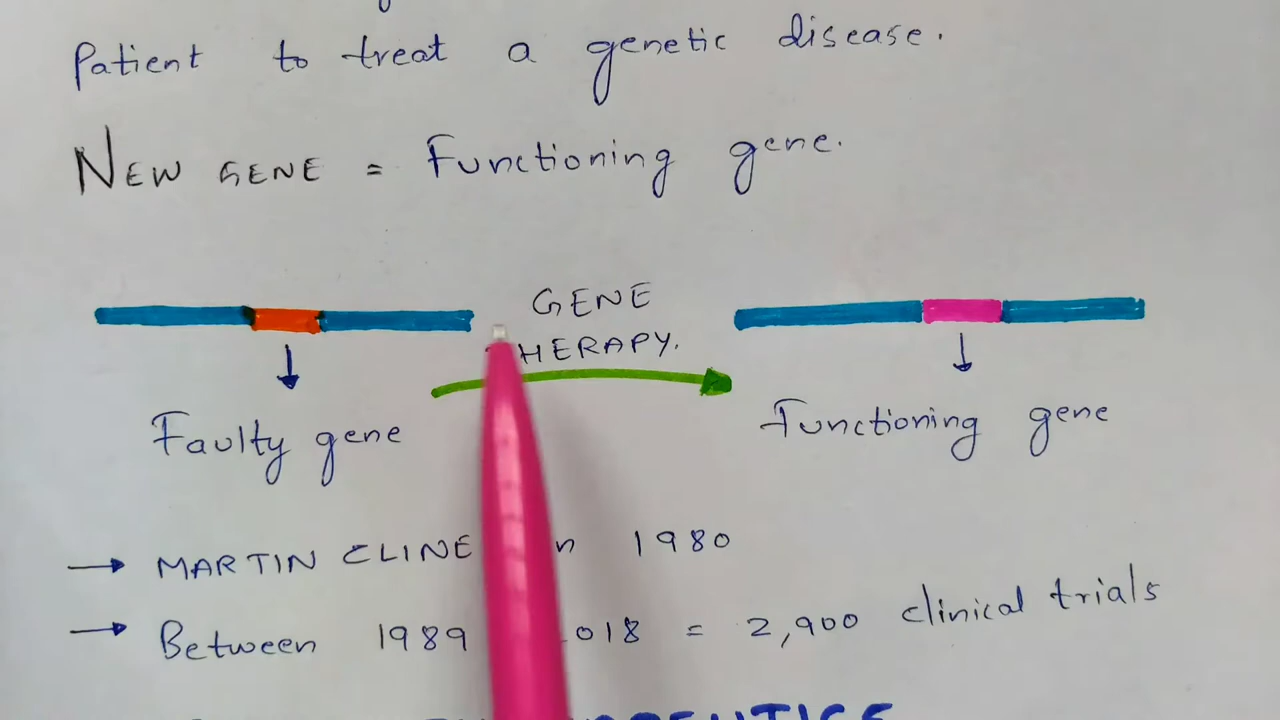 Patient to treat a genetic disease.
NEW GENE = Functioning gene.
GENE
HERAPY.
Faulty gene
Functioning gene
→ MARTIN CLINE n 1980
→ Between 1989 018 = 2,900 clinical trials